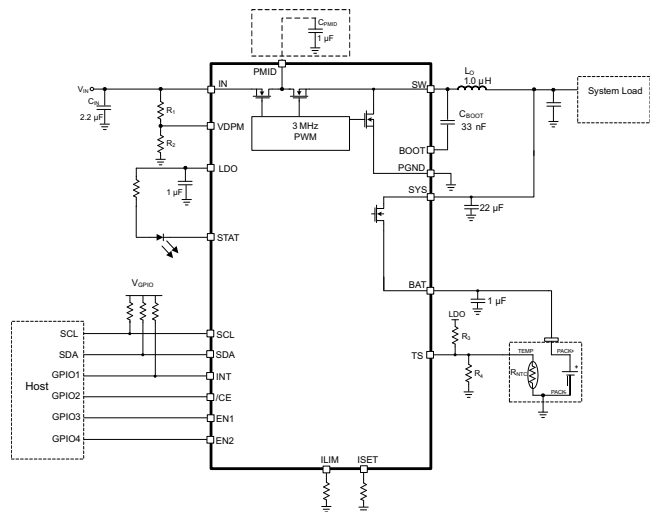 CPMID
1 µF
PMID
VIN
IN
SW
LO
1.0 µH
System Load
CIN
2.2 µF
R1
CBOOT
33 nF
VDPM
3 MHz
PWM
R2
BOOT
LDO
PGND
1 µF
SYS
22 µF
STAT
VGPIO
BAT
1 µF
LDO
R3
Host
SCL
SCL
SDA
SDA
TS
TEMP
PACK+
GPIO1
INT
R4
RNTC
+
GPIO2
/CE
PACK-
GPIO3
EN1
GPIO4
EN2
ILIM
ISET